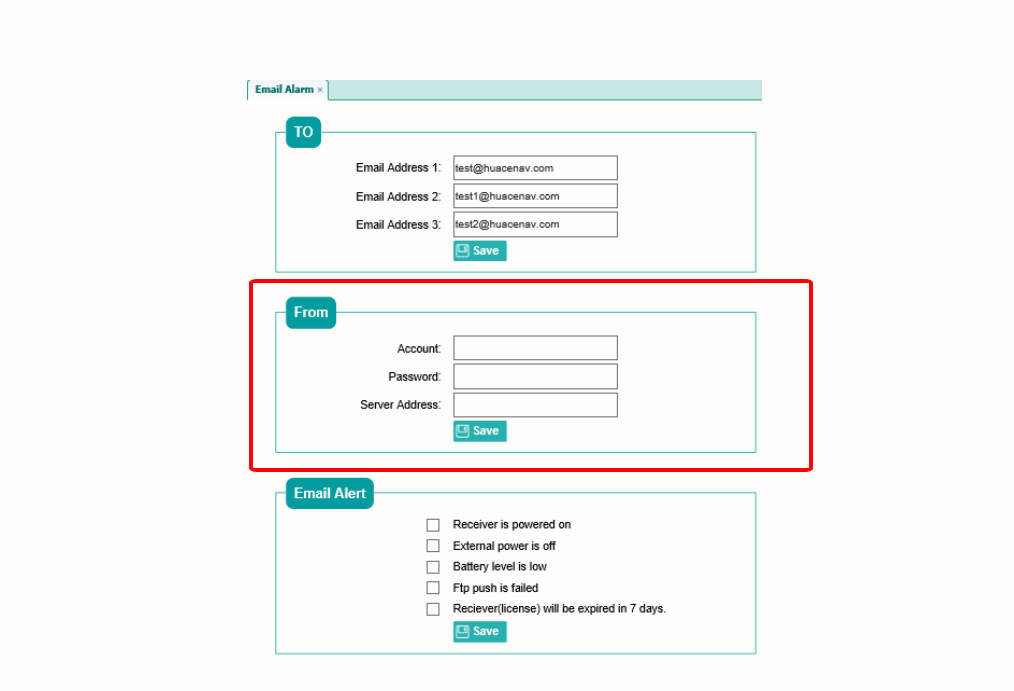 Email Alarm ×
TO
Email Address 1: test@huacenav.com
Email Address 2: test1@huacenav.com
Email Address 3: test2@huacenav.com
Save
From
Account:
Password:
Server Address:
Save
Email Alert
Receiver is powered on
External power is off
Battery level is low
Ftp push is failed
Reciever(license) will be expired in 7 days.
Save